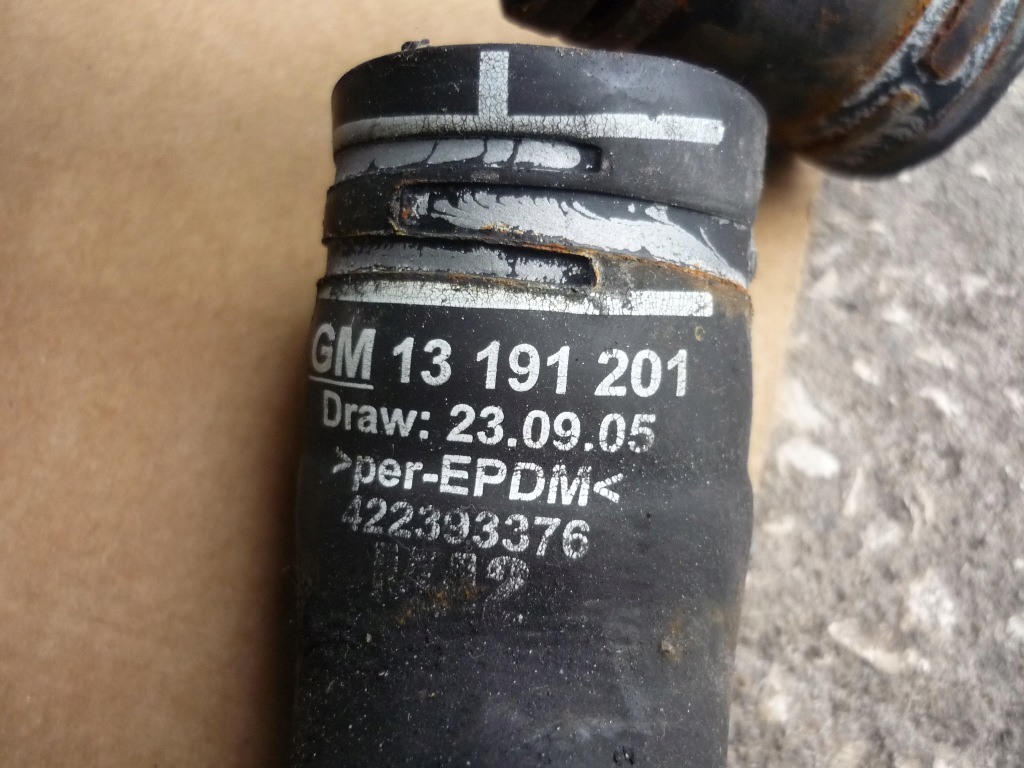 GM 13 191 201
Draw: 23.09.05
>per-EPDM<
422393376